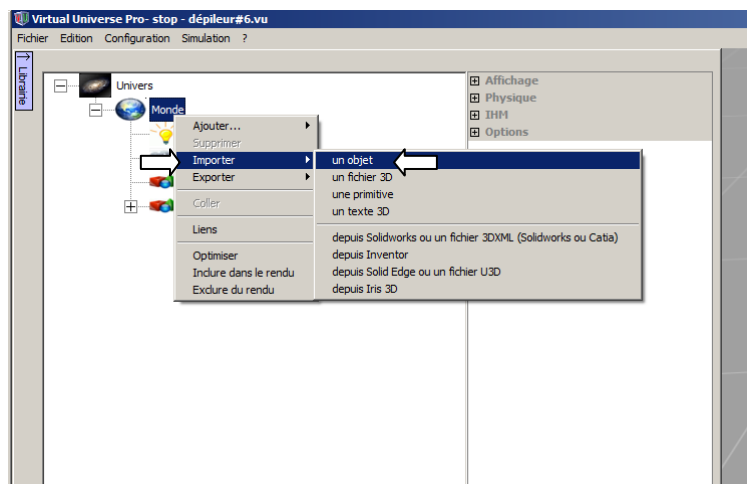 Virtual Universe Pro- stop - dépileur#6.vu
Fichier Edition Configuration Simulation ?
Librairie
Univers
Monde
Affichage
Physique
IHM
Options
Ajouter...
Supprimer
Importer
Exporter
Coller
Liens
Optimiser
Inclure dans le rendu
Exclure du rendu
un objet
un fichier 3D
une primitive
un texte 3D
depuis Solidworks ou un fichier 3DXML (Solidworks ou Catia)
depuis Inventor
depuis Solid Edge ou un fichier U3D
depuis Iris 3D